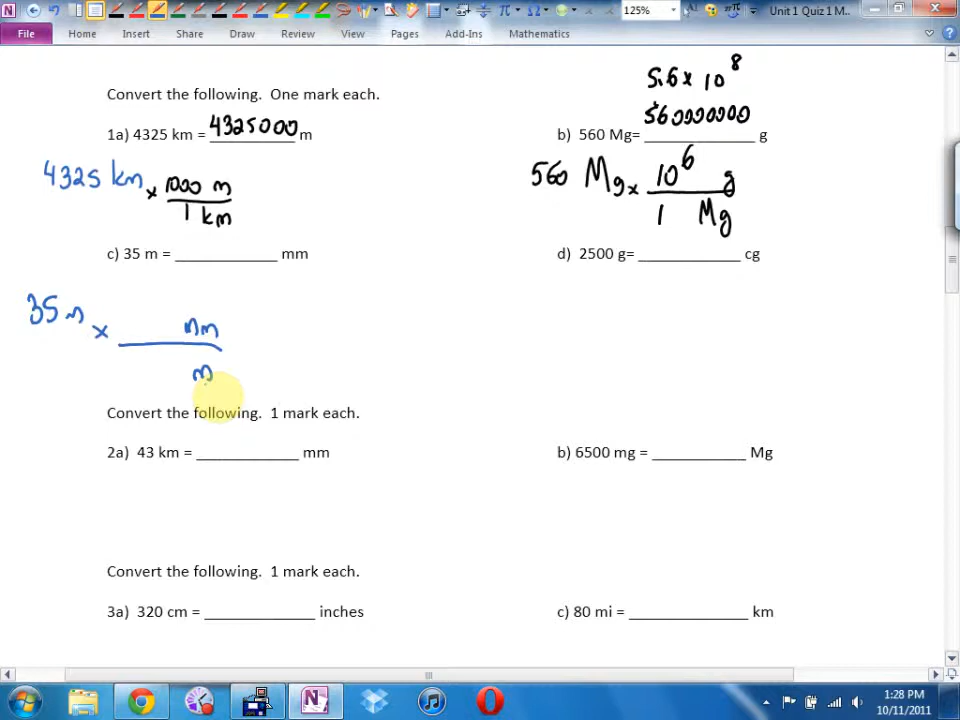 125%
Unit 1 Quiz 1 M..
File Home Insert Share Draw Review View Pages Add-Ins Mathematics
5.6 x 10^8
Convert the following. One mark each.
1a) 4325 km = 4325000 m
560000000
b) 560 Mg= ____________ g
4325 km x 1000 m
1 km
560 Mg x 10^6 g
1 Mg
c) 35 m = ____________ mm
d) 2500 g= ____________ cg
35 m x mm
m
Convert the following. 1 mark each.
2a) 43 km = ____________ mm
b) 6500 mg = ___________ Mg
Convert the following. 1 mark each.
3a) 320 cm = _____________ inches
c) 80 mi = ______________ km
1:28 PM
10/11/2011